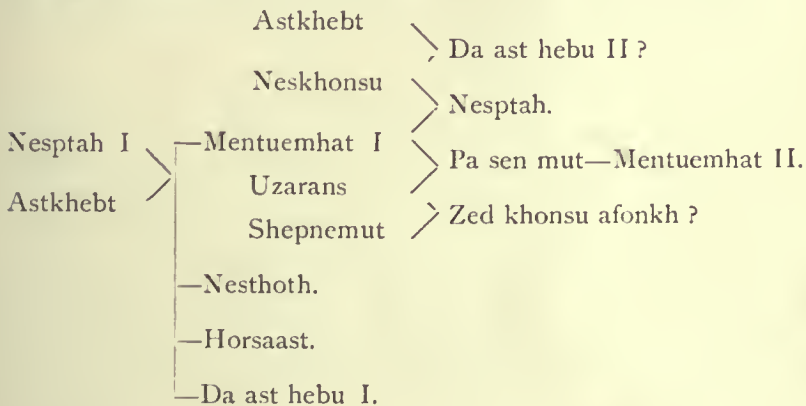 Astkhebt
Da ast hebu II ?
Neskhonsu
Nesptah.
Nesptah I
—Mentuemhat I
Pa sen mut—Mentuemhat II.
Astkhebt
Uzarans
Zed khonsu afonkh ?
Shepnemut
—Nesthoth.
—Horsaast.
—Da ast hebu I.